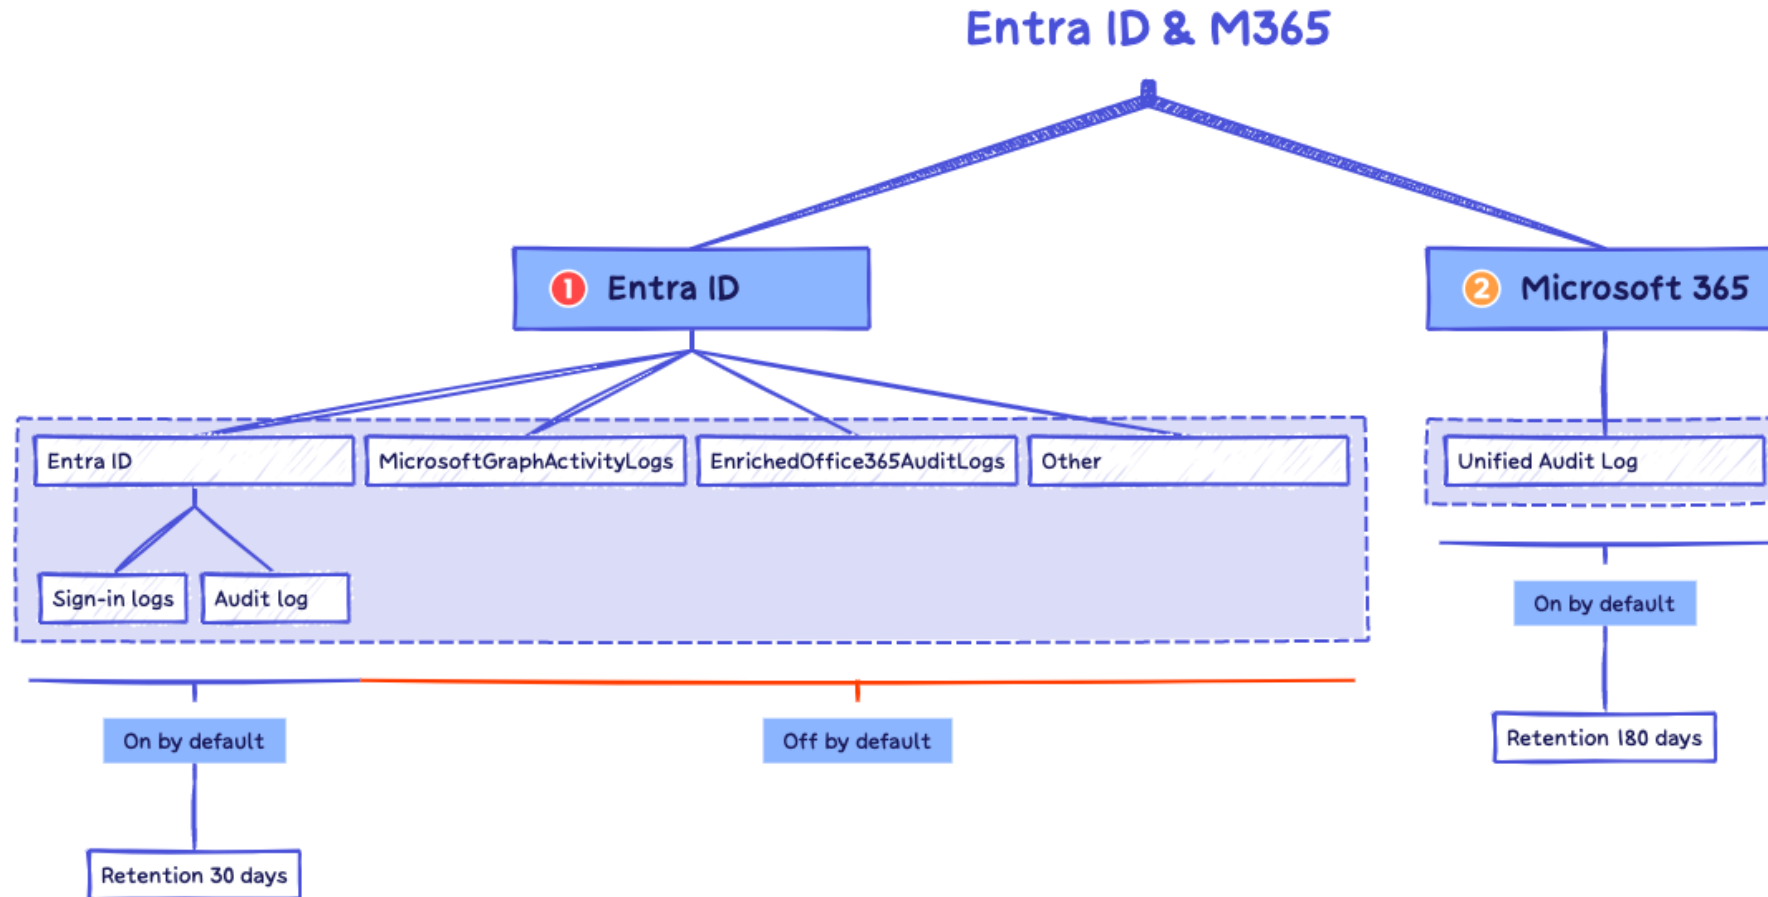 Entra ID & M365
1 Entra ID
2 Microsoft 365
Entra ID
MicrosoftGraphActivityLogs
EnrichedOffice365AuditLogs
Other
Unified Audit Log
Sign-in logs
Audit log
On by default
On by default
Off by default
Retention 180 days
Retention 30 days